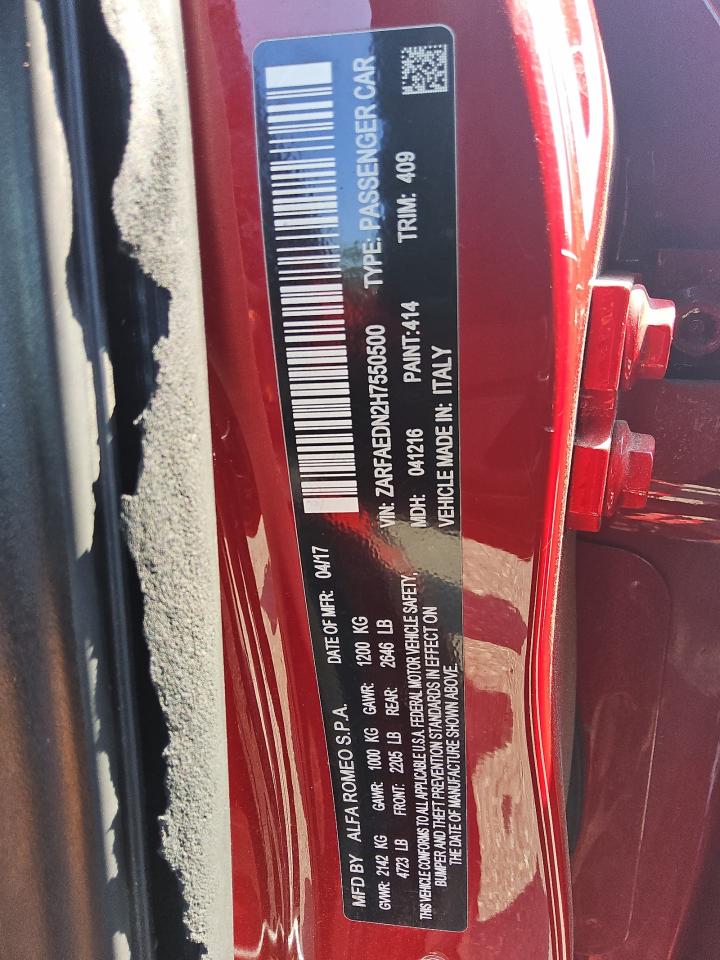 MFD BY ALFA ROMEO S.P.A. DATE OF MFR: 04/17
GVWR: 2142 KG GAWR: 1000 KG GAWR: 1200 KG
4723 LB FRONT: 2205 LB REAR: 2646 LB
THIS VEHICLE CONFORMS TO ALL APPLICABLE U.S.A. FEDERAL MOTOR VEHICLE SAFETY,
BUMPER AND THEFT PREVENTION STANDARDS IN EFFECT ON
THE DATE OF MANUFACTURE SHOWN ABOVE.
VIN: ZARFAEDN2H7550500 TYPE: PASSENGER CAR
MDH: 041216 PAINT:414 TRIM: 409
VEHICLE MADE IN: ITALY